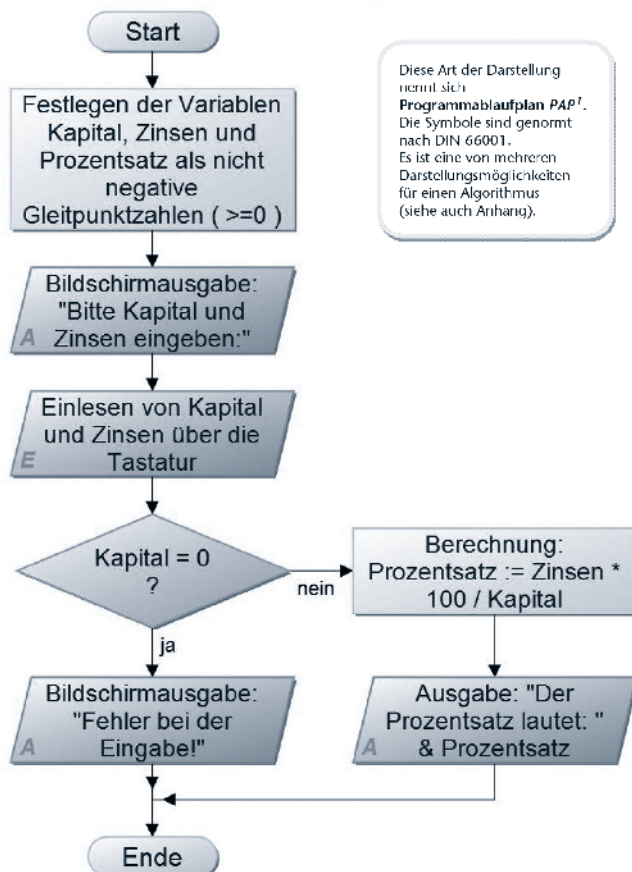 Start
Diese Art der Darstellung
nennt sich
Programmablaufplan PAP¹.
Die Symbole sind genormt
nach DIN 66001.
Es ist eine von mehreren
Darstellungsmöglichkeiten
für einen Algorithmus
(siehe auch Anhang).
Festlegen der Variablen
Kapital, Zinsen und
Prozentsatz als nicht
negative
Gleitpunktzahlen ( >=0 )
Bildschirmausgabe:
"Bitte Kapital und
Zinsen eingeben:"
A
Einlesen von Kapital
und Zinsen über die
Tastatur
E
Kapital = 0
?
nein
ja
Berechnung:
Prozentsatz := Zinsen *
100 / Kapital
Bildschirmausgabe:
"Fehler bei der
Eingabe!"
A
Ausgabe: "Der
Prozentsatz lautet: "
& Prozentsatz
A
Ende